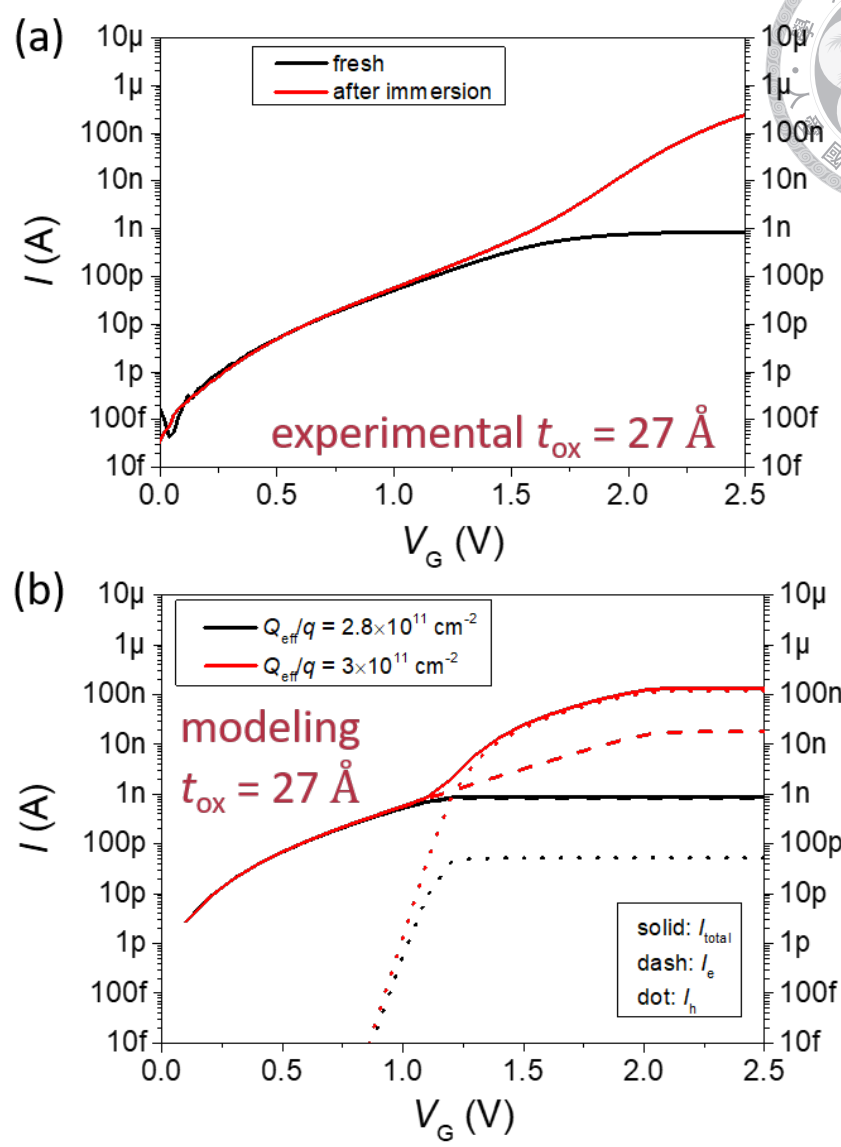 (a)
10μ
1μ
100n
10n
1n
100p
10p
1p
100f
10f
10μ
1μ
100n
10n
1n
100p
10p
1p
100f
10f
I (A)
fresh
after immersion
experimental tox = 27 Å
0.0 0.5 1.0 1.5 2.0 2.5
VG (V)
(b)
10μ
1μ
100n
10n
1n
100p
10p
1p
100f
10f
10μ
1μ
100n
10n
1n
100p
10p
1p
100f
10f
I (A)
Qeff/q = 2.8×10¹¹ cm⁻²
Qeff/q = 3×10¹¹ cm⁻²
modeling
tox = 27 Å
solid: Itotal
dash: Ie
dot: Ih
0.0 0.5 1.0 1.5 2.0 2.5
VG (V)